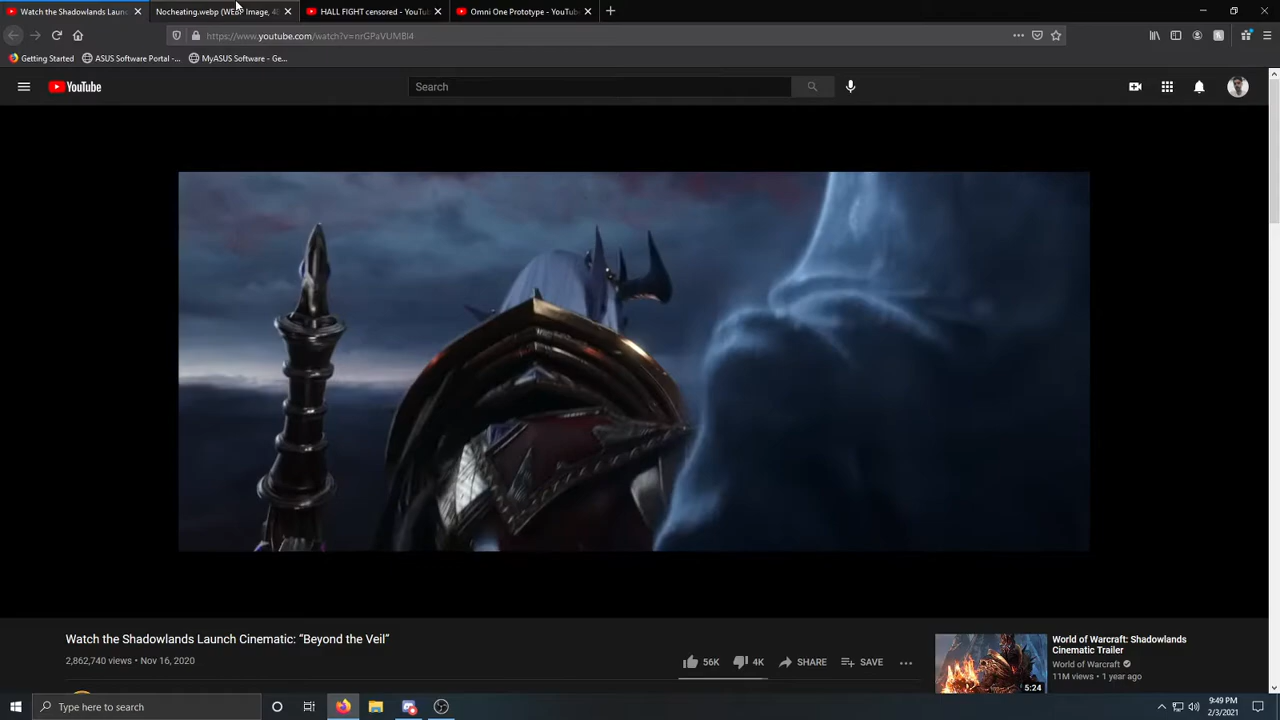 Watch the Shadowlands Laun
Nocheating.webp (WEBP Image, 48
HALL FIGHT censored - YouTub
Omni One Prototype - YouTub
https://www.youtube.com/watch?v=nrGPaVUM8I4
Getting Started
ASUS Software Portal -...
MyASUS Software - Ge...
YouTube
Search
Watch the Shadowlands Launch Cinematic: “Beyond the Veil”
2,862,740 views • Nov 16, 2020
56K
4K
SHARE
SAVE
World of Warcraft: Shadowlands
Cinematic Trailer
World of Warcraft
11M views • 1 year ago
5:24
Type here to search
9:49 PM
2/3/2021